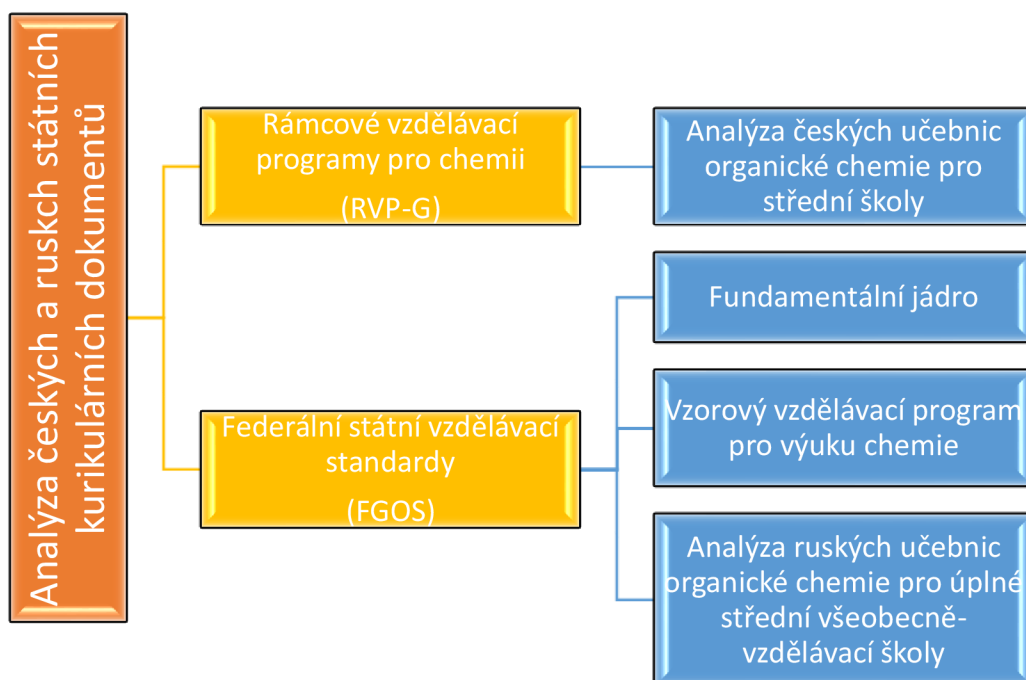 Analýza českých a ruskch státních
kurikulárních dokumentů
Rámcové vzdělávací
programy pro chemii
(RVP-G)
Federální státní vzdělávací
standardy
(FGOS)
Analýza českých učebnic
organické chemie pro
střední školy
Fundamentální jádro
Vzorový vzdělávací program
pro výuku chemie
Analýza ruských učebnic
organické chemie pro úplné
střední všeobecně-
vzdělávací školy